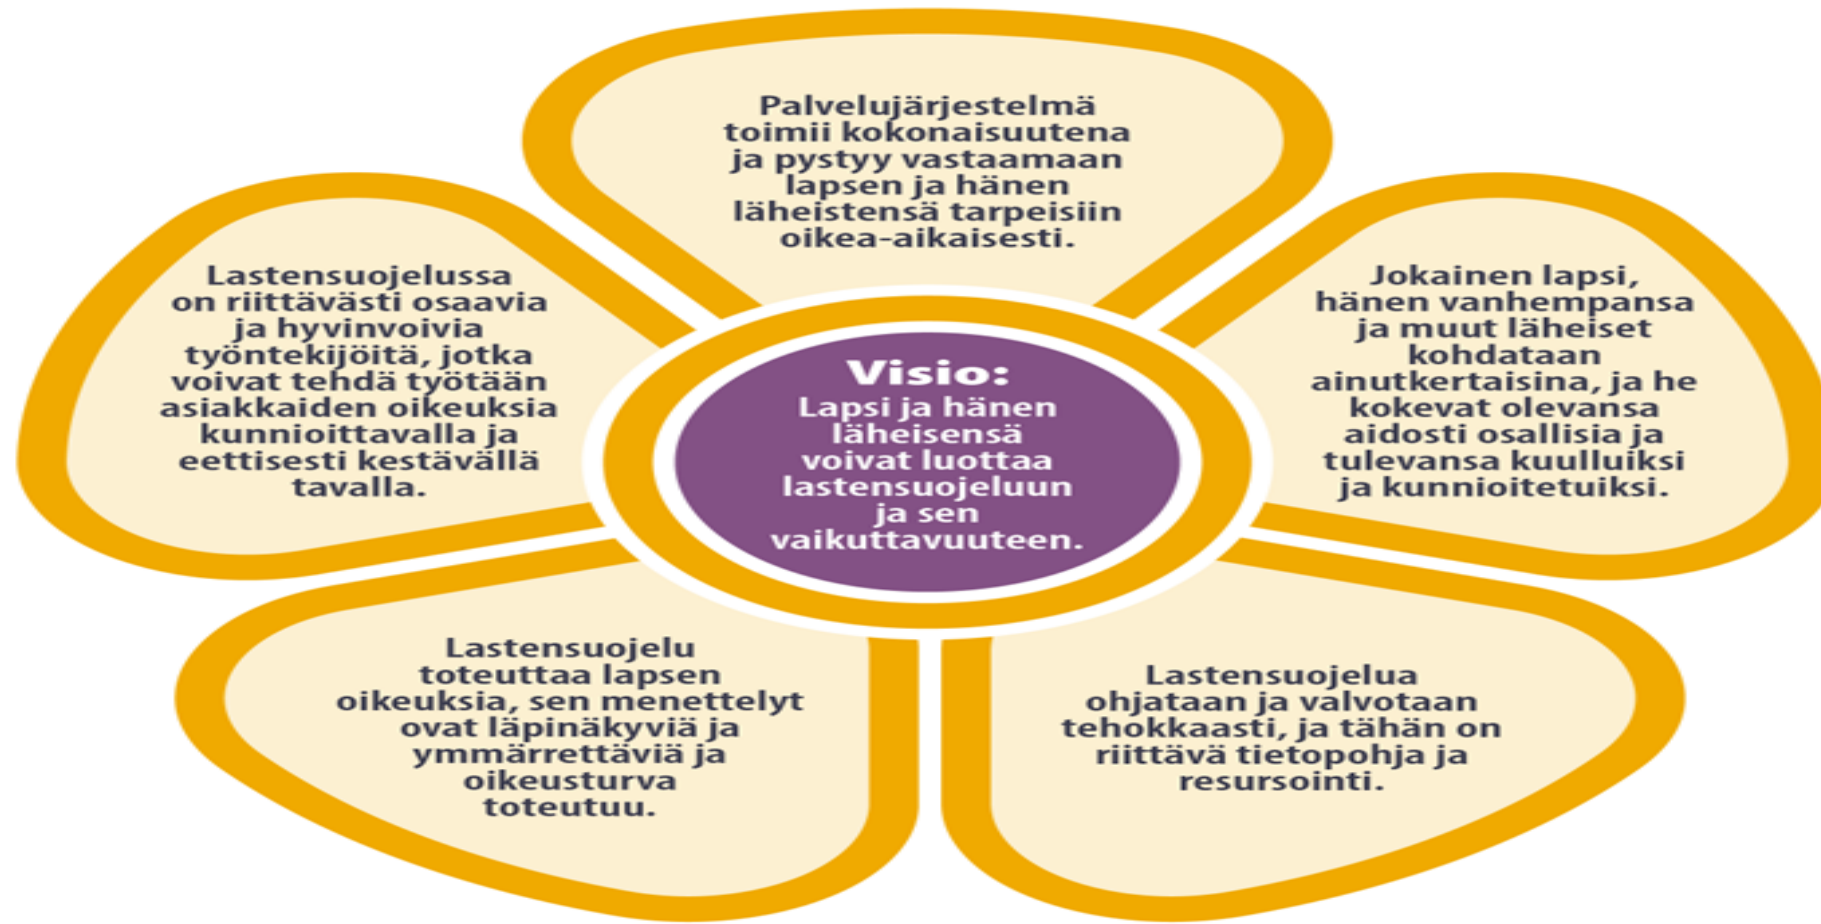 Palvelujärjestelmä
toimii kokonaisuutena
ja pystyy vastaamaan
lapsen ja hänen
läheistensä tarpeisiin
oikea-aikaisesti.
Lastensuojelussa
on riittävästi osaavia
ja hyvinvoivia
työntekijöitä, jotka
voivat tehdä työtään
asiakkaiden oikeuksia
kunnioittavalla ja
eettisesti kestävällä
tavalla.
Visio:
Lapsi ja hänen
läheisensä
voivat luottaa
lastensuojeluun
ja sen
vaikuttavuuteen.
Jokainen lapsi,
hänen vanhempansa
ja muut läheiset
kohdataan
ainutkertaisina, ja he
kokevat olevansa
aidosti osallisia ja
tulevansa kuulluiksi
ja kunnioitetuiksi.
Lastensuojelu
toteuttaa lapsen
oikeuksia, sen menettelyt
ovat läpinäkyviä ja
ymmärrettäviä ja
oikeusturva
toteutuu.
Lastensuojelua
ohjataan ja valvotaan
tehokkaasti, ja tähän on
riittävä tietopohja ja
resursointi.